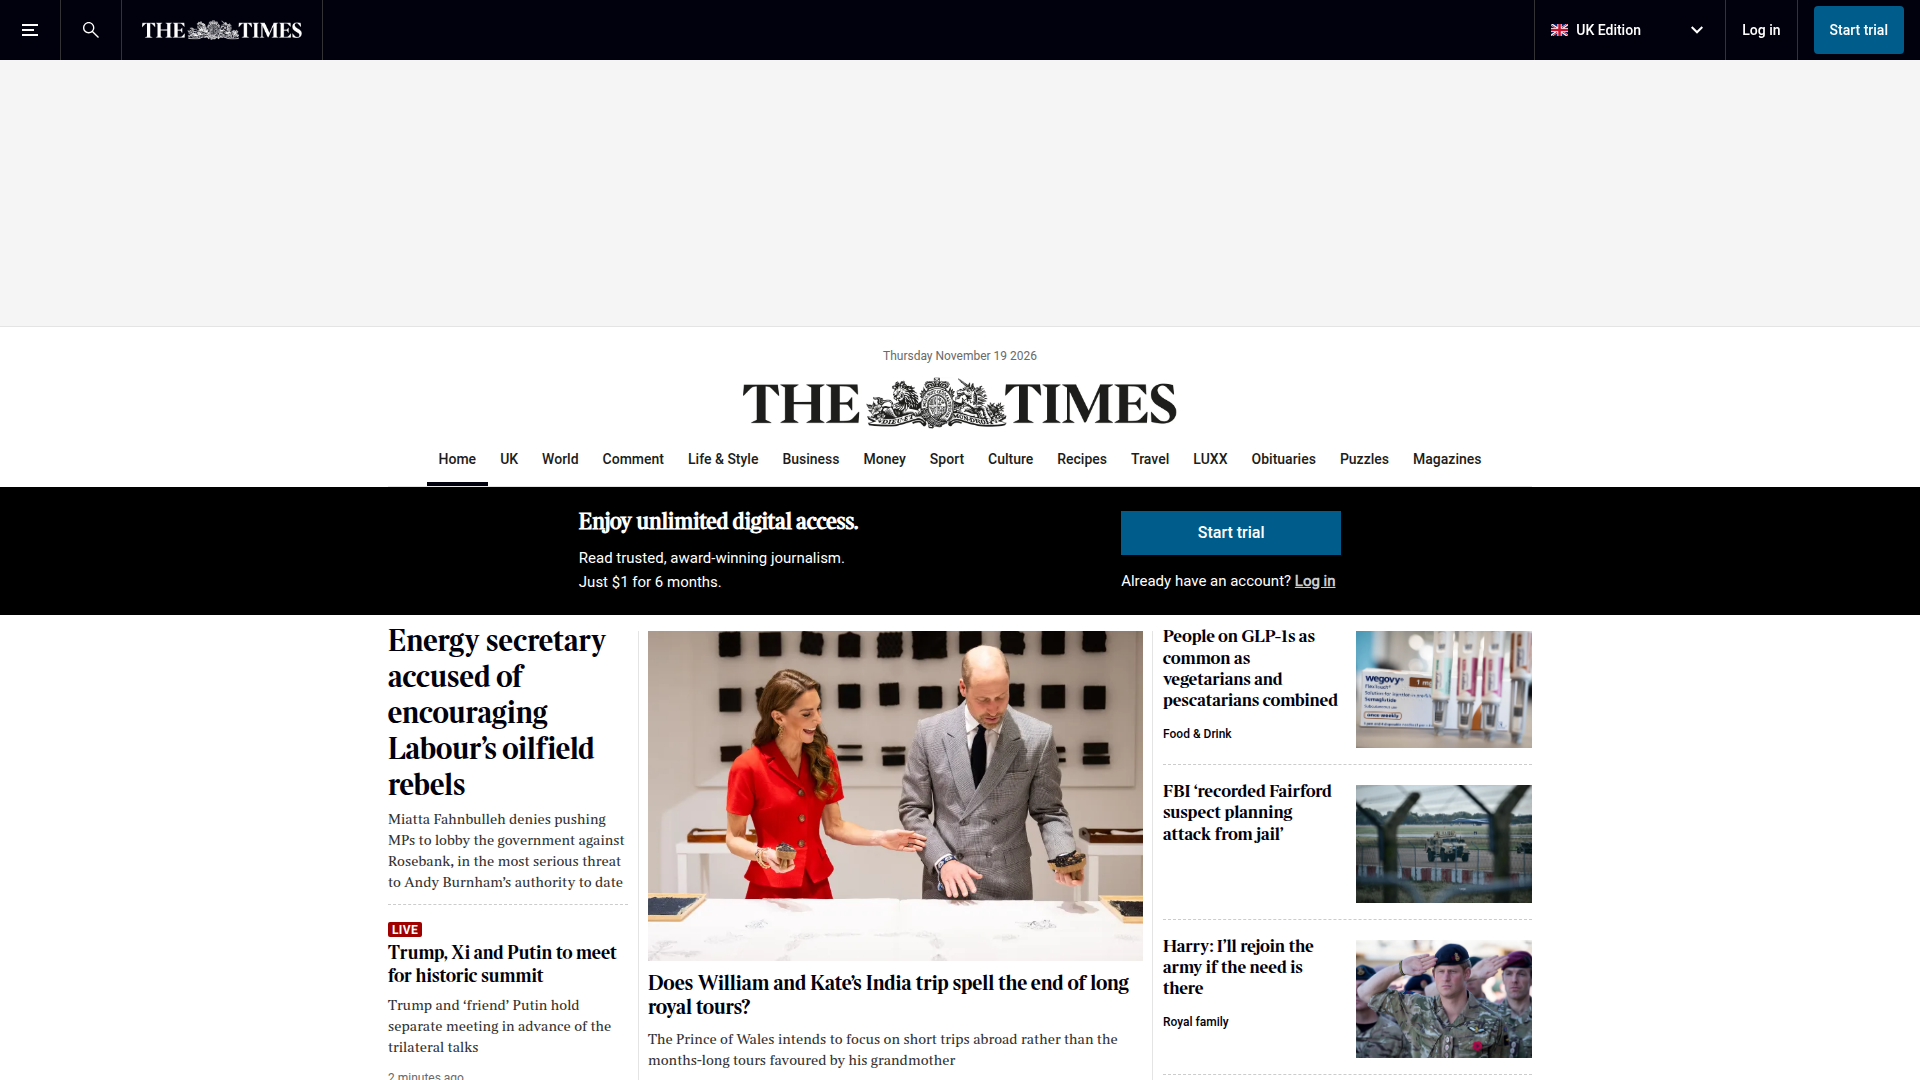 THE TIMES
UK Edition
Log in
Start trial
Thursday November 19 2026
THE TIMES
Home
UK
World
Comment
Life & Style
Business
Money
Sport
Culture
Recipes
Travel
LUXX
Obituaries
Puzzles
Magazines
Enjoy unlimited digital access.
Read trusted, award-winning journalism.
Just $1 for 6 months.
Start trial
Already have an account? Log in
Energy secretary
accused of
encouraging
Labour’s oilfield
rebels
Miatta Fahnbulleh denies pushing
MPs to lobby the government against
Rosebank, in the most serious threat
to Andy Burnham’s authority to date
LIVE
Trump, Xi and Putin to meet
for historic summit
Trump and ‘friend’ Putin hold
separate meeting in advance of the
trilateral talks
2 minutes ago
Does William and Kate’s India trip spell the end of long
royal tours?
The Prince of Wales intends to focus on short trips abroad rather than the
months-long tours favoured by his grandmother
People on GLP-1s as
common as
vegetarians and
pescatarians combined
Food & Drink
wegovy
once weekly
FBI ‘recorded Fairford
suspect planning
attack from jail’
Harry: I’ll rejoin the
army if the need is
there
Royal family